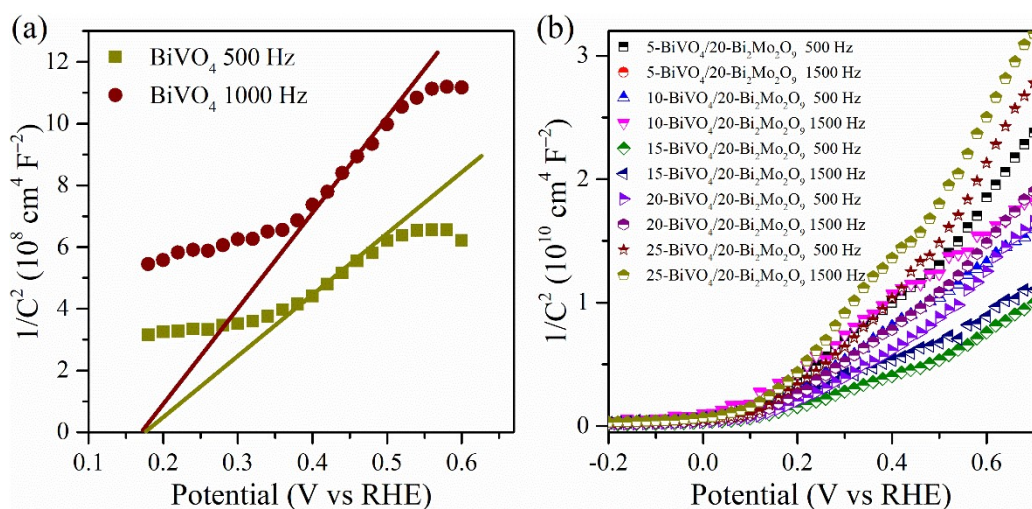 (a)
BiVO₄ 500 Hz
BiVO₄ 1000 Hz
1/C² (10⁸ cm⁴ F⁻²)
12
10
8
6
4
2
0
0.1 0.2 0.3 0.4 0.5 0.6
Potential (V vs RHE)
(b)
5-BiVO₄/20-Bi₂Mo₂O₉ 500 Hz
5-BiVO₄/20-Bi₂Mo₂O₉ 1500 Hz
10-BiVO₄/20-Bi₂Mo₂O₉ 500 Hz
10-BiVO₄/20-Bi₂Mo₂O₉ 1500 Hz
15-BiVO₄/20-Bi₂Mo₂O₉ 500 Hz
15-BiVO₄/20-Bi₂Mo₂O₉ 1500 Hz
20-BiVO₄/20-Bi₂Mo₂O₉ 500 Hz
20-BiVO₄/20-Bi₂Mo₂O₉ 1500 Hz
25-BiVO₄/20-Bi₂Mo₂O₉ 500 Hz
25-BiVO₄/20-Bi₂Mo₂O₉ 1500 Hz
1/C² (10¹⁰ cm⁴ F⁻²)
3
2
1
0
-0.2 0.0 0.2 0.4 0.6
Potential (V vs RHE)